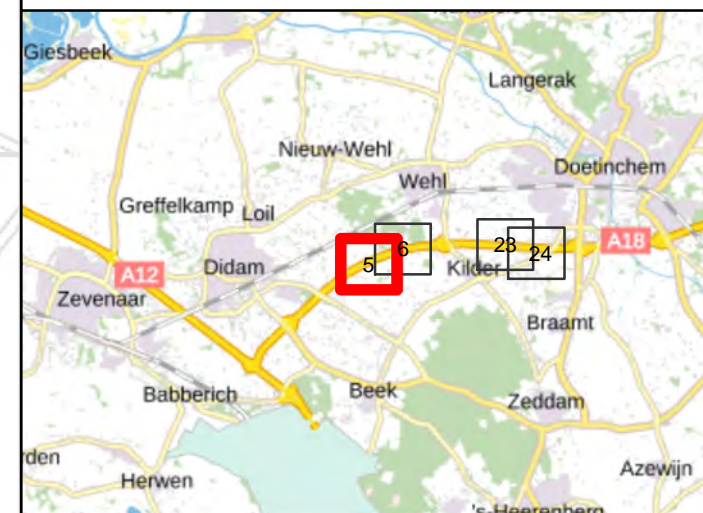 Giesbeek
Langerak
Nieuw-Wehl
Doetinchem
Wehl
Greffelkamp
Loil
A18
23
6
24
5
Didam
Kilder
A12
Zevenaar
Braamt
Babberich
Beek
Zeddam
Azewijn
Herwen
's-Heerenberg